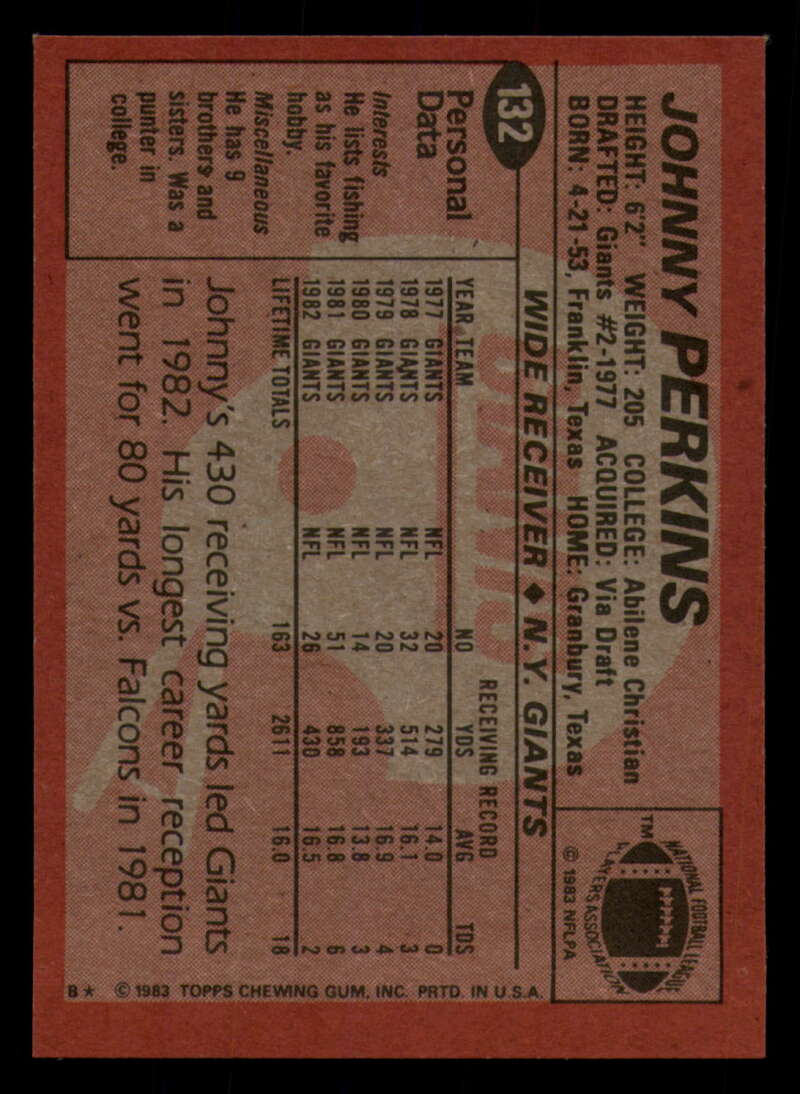 JOHNNY PERKINS
HEIGHT: 6'2" WEIGHT: 205 COLLEGE: Abilene Christian
DRAFTED: Giants #2-1977 ACQUIRED: Via Draft
BORN: 4-21-53, Franklin, Texas HOME: Granbury, Texas
TM
NATIONAL FOOTBALL LEAGUE
PLAYERS ASSOCIATION
© 1983 NFLPA
132
WIDE RECEIVER ♦ N.Y. GIANTS
Personal
Data
Interests
He lists fishing
as his favorite
hobby.
Miscellaneous
He has 9
brothers and
sisters. Was a
punter in
college.
GIANTS
RECEIVING RECORD
YEAR TEAM NO YDS AVG TDS
1977 GIANTS NFL 20 279 14.0 0
1978 GIANTS NFL 32 514 16.1 3
1979 GIANTS NFL 20 337 16.9 4
1980 GIANTS NFL 14 193 13.8 3
1981 GIANTS NFL 51 858 16.8 6
1982 GIANTS NFL 26 430 16.5 2
LIFETIME TOTALS 163 2611 16.0 18
Johnny's 430 receiving yards led Giants
in 1982. His longest career reception
went for 80 yards vs. Falcons in 1981.
B★ © 1983 TOPPS CHEWING GUM, INC. PRTD. IN U.S.A.